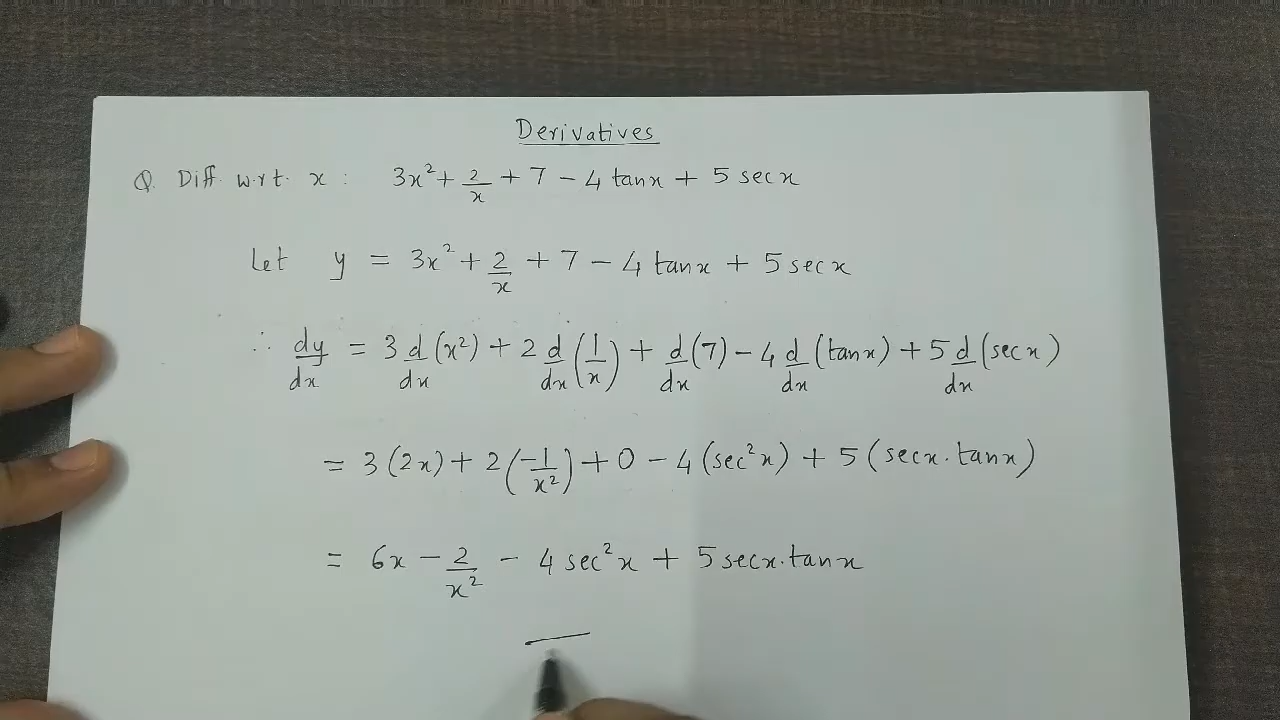 Derivatives
Q. Diff. w.r.t. x : 3x² + 2/x + 7 - 4 tanx + 5 secx
Let y = 3x² + 2/x + 7 - 4 tanx + 5 secx
∴ dy/dx = 3 d/dx (x²) + 2 d/dx (1/x) + d/dx (7) - 4 d/dx (tanx) + 5 d/dx (secx)
= 3 (2x) + 2 (-1/x²) + 0 - 4 (sec²x) + 5 (secx·tanx)
= 6x - 2/x² - 4 sec²x + 5 secx·tanx